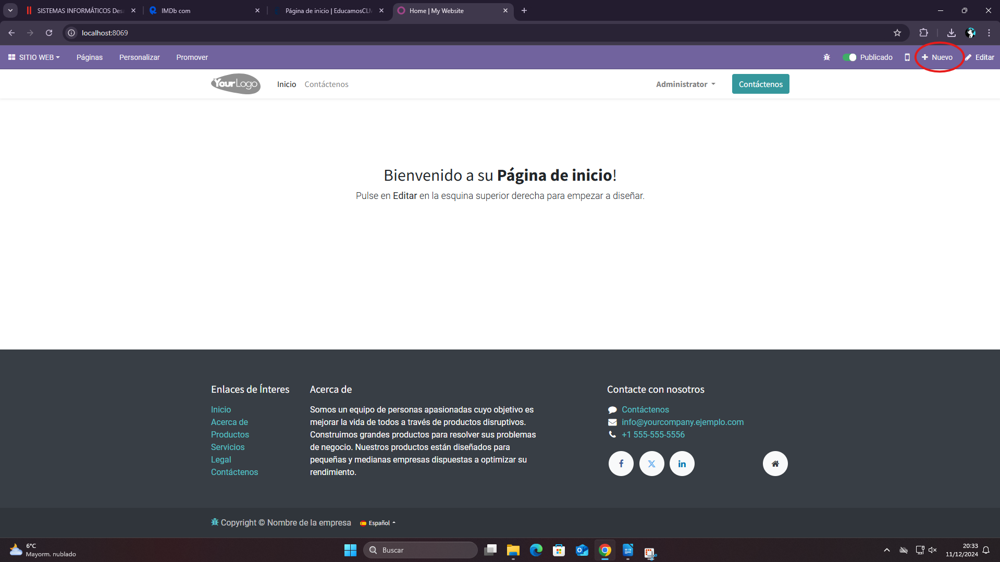 SISTEMAS INFORMÁTICOS Des
IMDb com
Página de inicio | EducamosCLM
Home | My Website
localhost:8069
SITIO WEB
Páginas
Personalizar
Promover
Publicado
Nuevo
Editar
YourLogo
Inicio
Contáctenos
Administrator
Contáctenos
Bienvenido a su Página de inicio!
Pulse en Editar en la esquina superior derecha para empezar a diseñar.
Enlaces de Ínteres
Inicio
Acerca de
Productos
Servicios
Legal
Contáctenos
Acerca de
Somos un equipo de personas apasionadas cuyo objetivo es
mejorar la vida de todos a través de productos disruptivos.
Construimos grandes productos para resolver sus problemas
de negocio. Nuestros productos están diseñados para
pequeñas y medianas empresas dispuestas a optimizar su
rendimiento.
Contacte con nosotros
Contáctenos
info@yourcompany.ejemplo.com
+1 555-555-5556
Copyright © Nombre de la empresa
Español
6°C
Mayorm. nublado
Buscar
20:33
11/12/2024